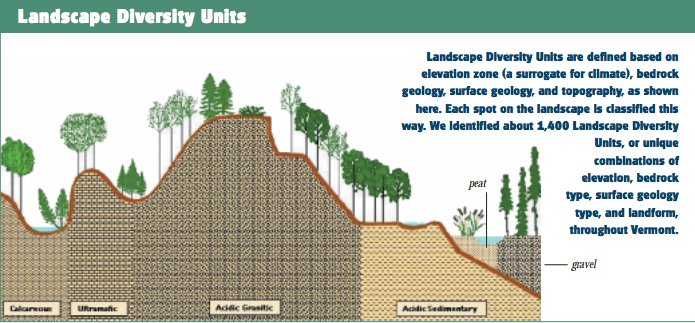 Landscape Diversity Units
Landscape Diversity Units are defined based on
elevation zone (a surrogate for climate), bedrock
geology, surface geology, and topography, as shown
here. Each spot on the landscape is classified this
way. We identified about 1,400 Landscape Diversity
Units, or unique
combinations of
elevation, bedrock
type, surface geology
type, and landform,
throughout Vermont.
peat
gravel
Calcareous
Ultramafic
Acidic Granitic
Acidic Sedimentary